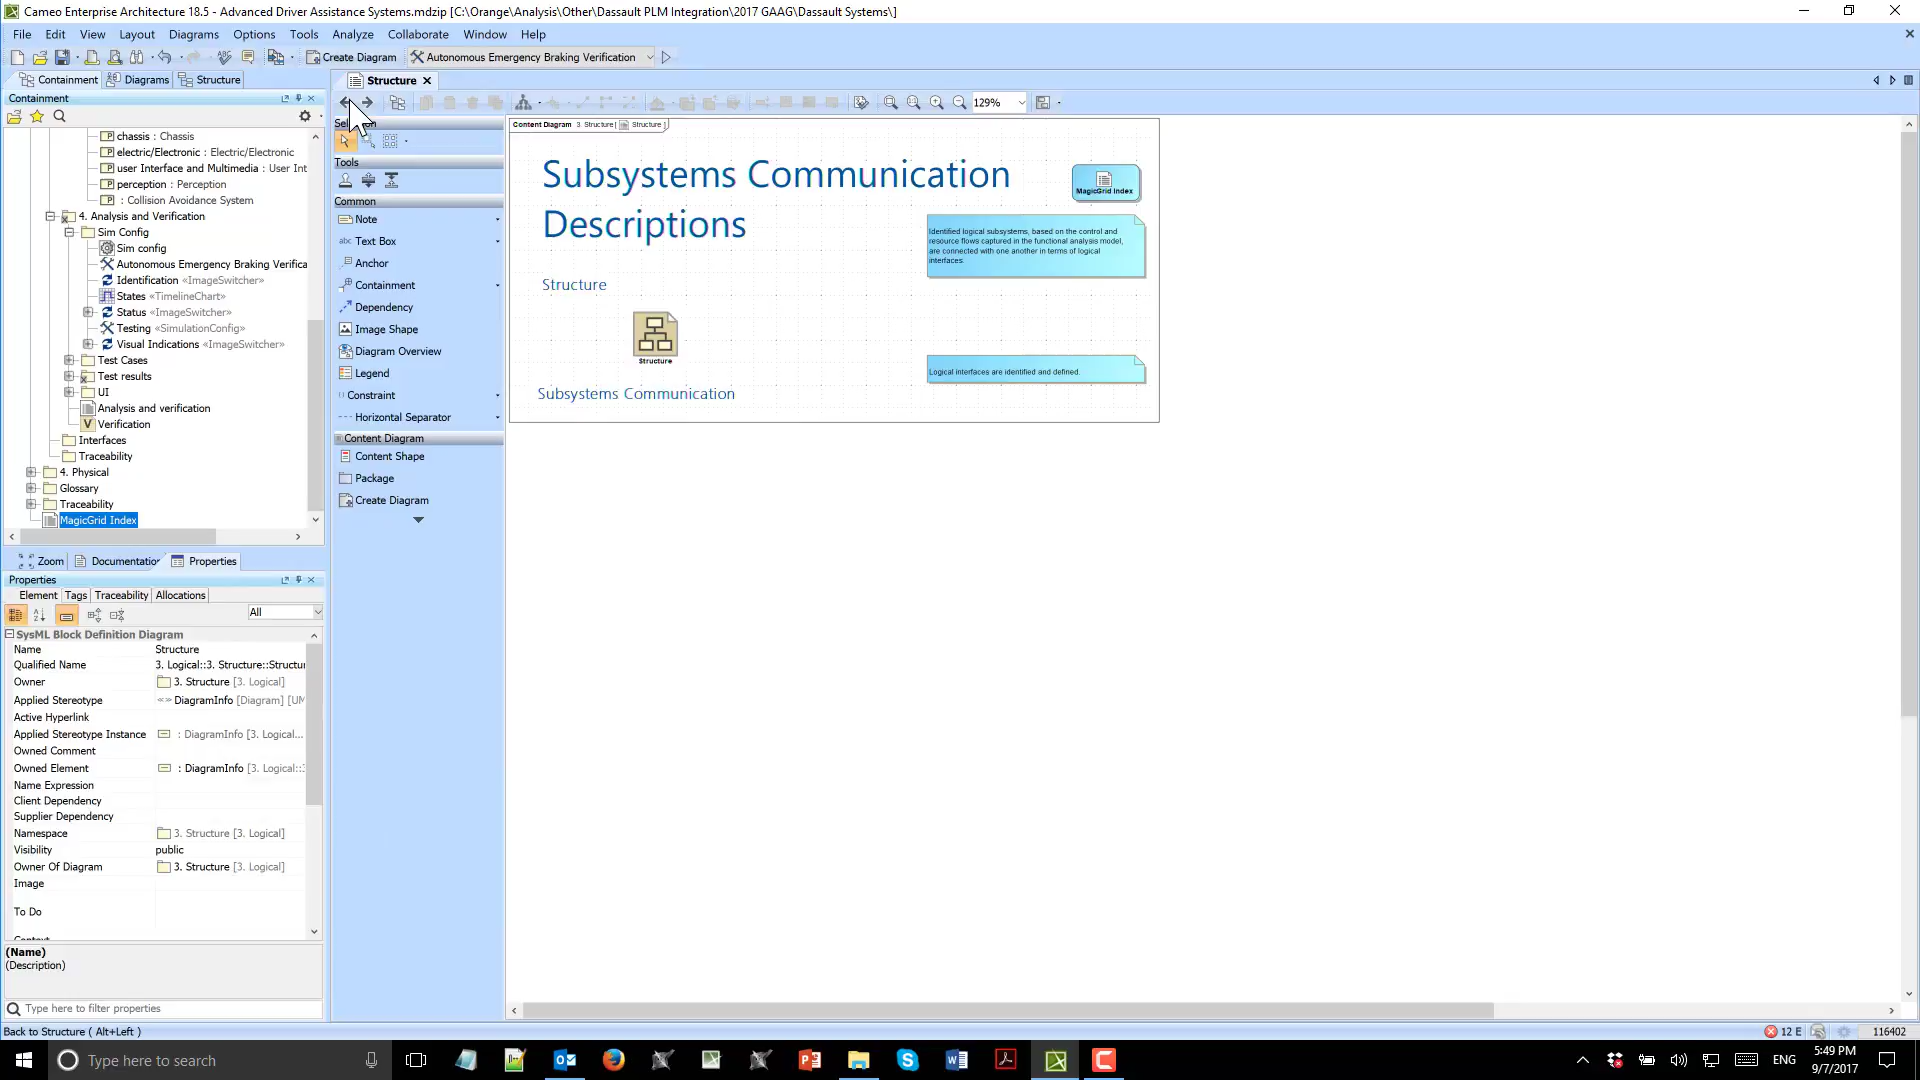 Cameo Enterprise Architecture 18.5 - Advanced Driver Assistance Systems.mdzip [C:\Orange\Analysis\Other\Dassault PLM Integration\2017 GAAG\Dassault Systems\]
File Edit View Layout Diagrams Options Tools Analyze Collaborate Window Help
Create Diagram Autonomous Emergency Braking Verification
Containment Diagrams Structure
Structure
Containment
129%
chassis : Chassis
electric/Electronic : Electric/Electronic
user Interface and Multimedia : User Int
perception : Perception
: Collision Avoidance System
4. Analysis and Verification
Sim Config
Sim config
Autonomous Emergency Braking Verifica
Identification «ImageSwitcher»
States «TimelineChart»
Status «ImageSwitcher»
Testing «SimulationConfig»
Visual Indications «ImageSwitcher»
Test Cases
Test results
UI
Analysis and verification
Verification
Interfaces
Traceability
4. Physical
Glossary
Traceability
MagicGrid Index
Tools
Common
Note
abc Text Box
Anchor
Containment
Dependency
Image Shape
Diagram Overview
Legend
Constraint
Horizontal Separator
Content Diagram
Content Shape
Package
Create Diagram
Content Diagram 3. Structure [ Structure ]
Subsystems Communication
Descriptions
MagicGrid Index
Identified logical subsystems, based on the control and
resource flows captured in the functional analysis model,
are connected with one another in terms of logical
interfaces.
Structure
Structure
Logical interfaces are identified and defined.
Subsystems Communication
Zoom Documentation Properties
Properties
Element Tags Traceability Allocations
All
SysML Block Definition Diagram
Name Structure
Qualified Name 3. Logical::3. Structure::Structur
Owner 3. Structure [3. Logical]
Applied Stereotype «» DiagramInfo [Diagram] [UM
Active Hyperlink
Applied Stereotype Instance : DiagramInfo [3. Logical...
Owned Comment
Owned Element : DiagramInfo [3. Logical::3
Name Expression
Client Dependency
Supplier Dependency
Namespace 3. Structure [3. Logical]
Visibility public
Owner Of Diagram 3. Structure [3. Logical]
Image
To Do
(Name)
(Description)
Type here to filter properties
Back to Structure ( Alt+Left )
12 E
116402
Type here to search
ENG
5:49 PM
9/7/2017